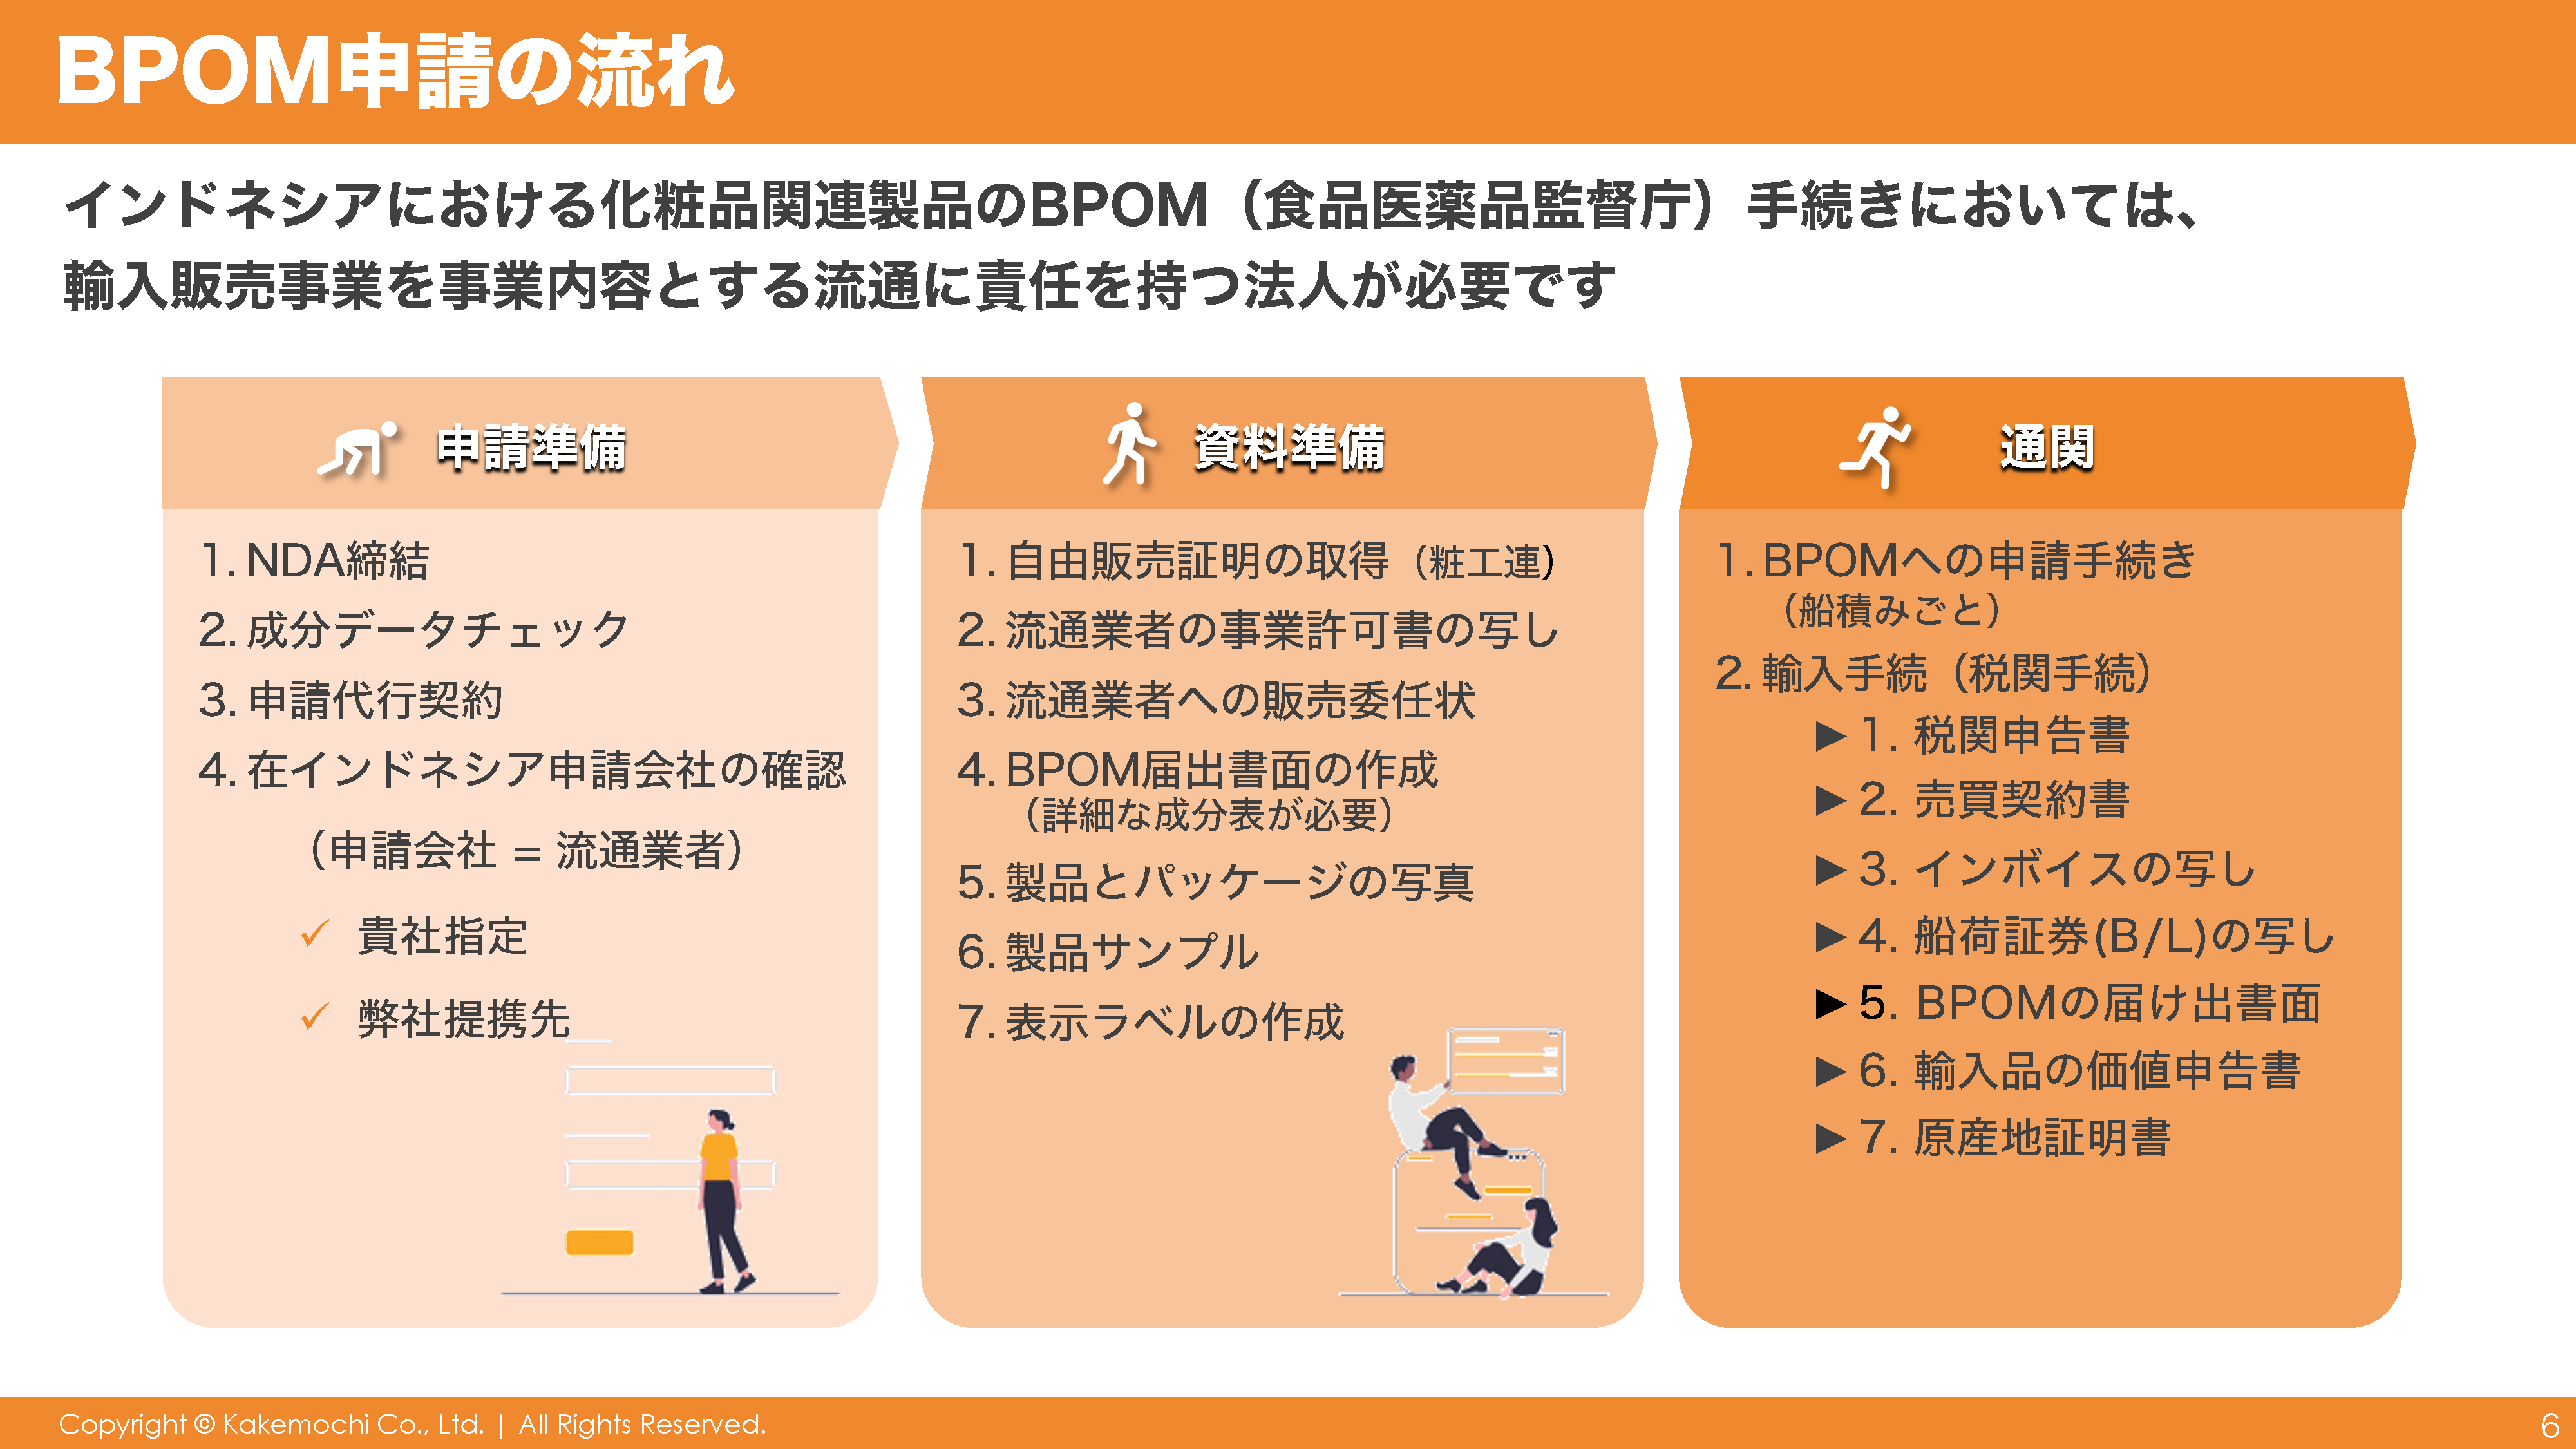 BPOM申請の流れ
インドネシアにおける化粧品関連製品のBPOM（食品医薬品監督庁）手続きにおいては、
輸入販売事業を事業内容とする流通に責任を持つ法人が必要です
申請準備
1. NDA締結
2. 成分データチェック
3. 申請代行契約
4. 在インドネシア申請会社の確認
（申請会社 = 流通業者）
✓ 貴社指定
✓ 弊社提携先
資料準備
1. 自由販売証明の取得（粧工連）
2. 流通業者の事業許可書の写し
3. 流通業者への販売委任状
4. BPOM届出書面の作成
（詳細な成分表が必要）
5. 製品とパッケージの写真
6. 製品サンプル
7. 表示ラベルの作成
通関
1. BPOMへの申請手続き
（船積みごと）
2. 輸入手続（税関手続）
▶ 1. 税関申告書
▶ 2. 売買契約書
▶ 3. インボイスの写し
▶ 4. 船荷証券(B/L)の写し
▶ 5. BPOMの届け出書面
▶ 6. 輸入品の価値申告書
▶ 7. 原産地証明書
Copyright © Kakemochi Co., Ltd. | All Rights Reserved.
6